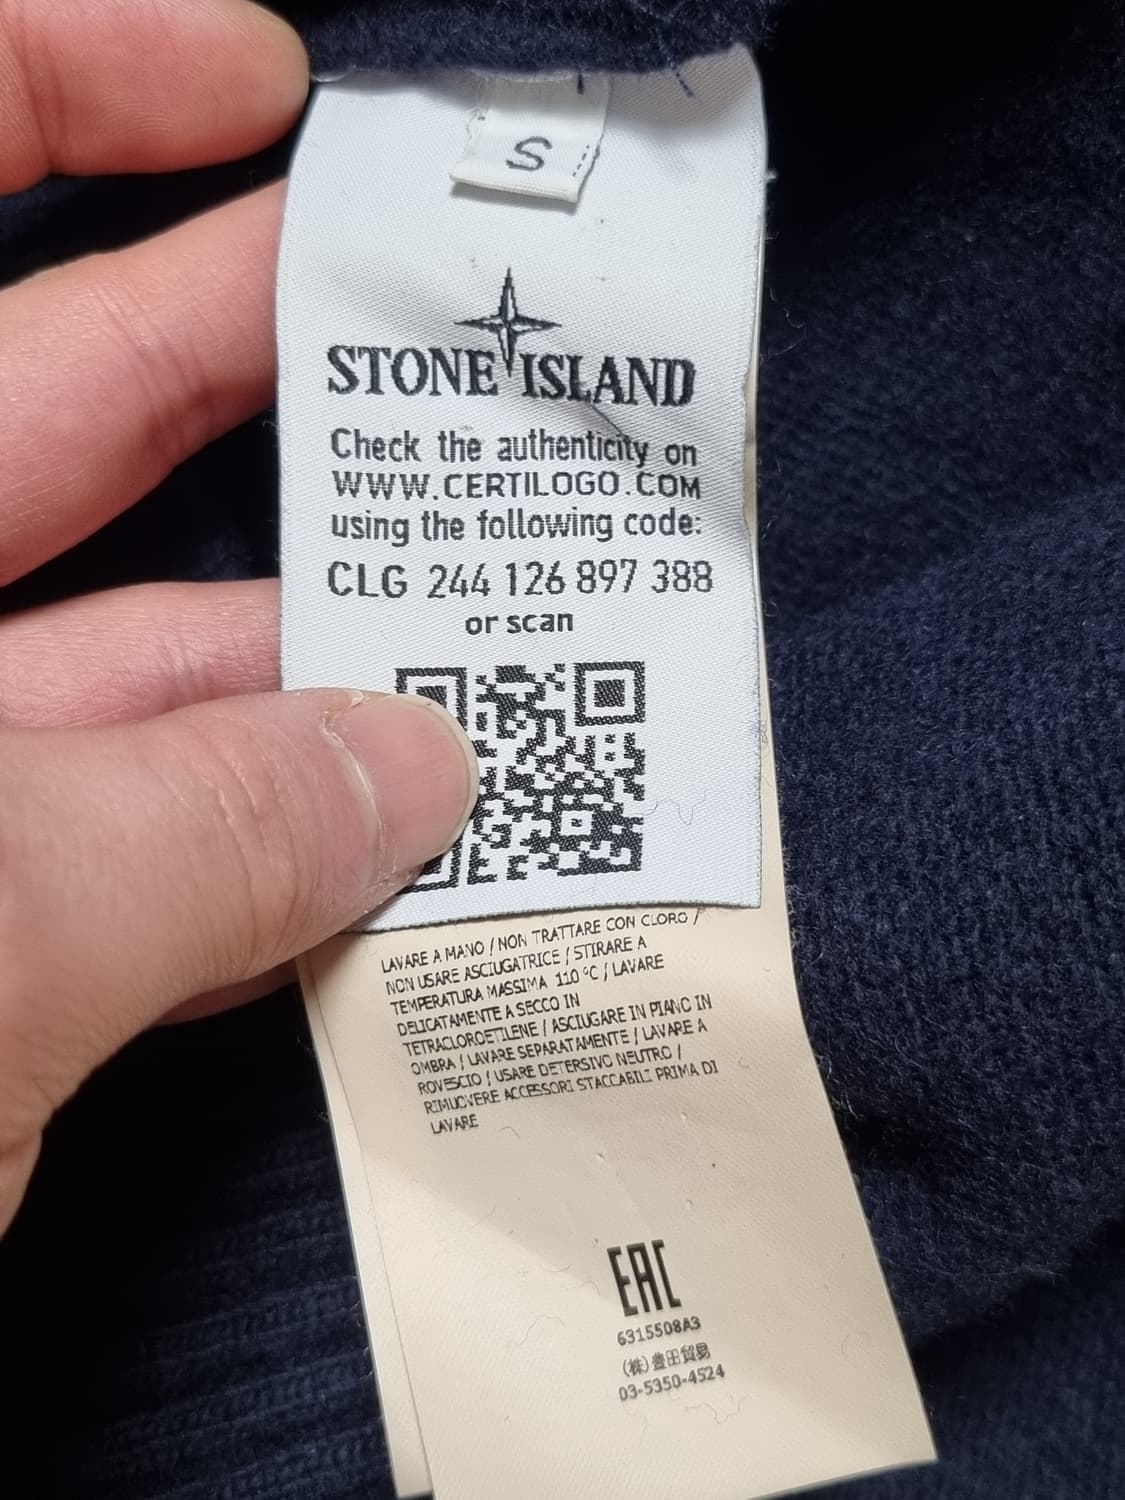 S
STONE ISLAND
Check the authenticity on
WWW.CERTILOGO.COM
using the following code:
CLG 244 126 897 388
or scan
LAVARE A MANO / NON TRATTARE CON CLORO /
NON USARE ASCIUGATRICE / STIRARE A
TEMPERATURA MASSIMA 110 °C / LAVARE
DELICATAMENTE A SECCO IN
TETRACLOROETILENE / ASCIUGARE IN PIANO IN
OMBRA / LAVARE SEPARATAMENTE / LAVARE A
ROVESCIO / USARE DETERSIVO NEUTRO /
RIMUOVERE ACCESSORI STACCABILI PRIMA DI
LAVARE
EAC
6315508A3
(株)豊田貿易
03-5350-4524